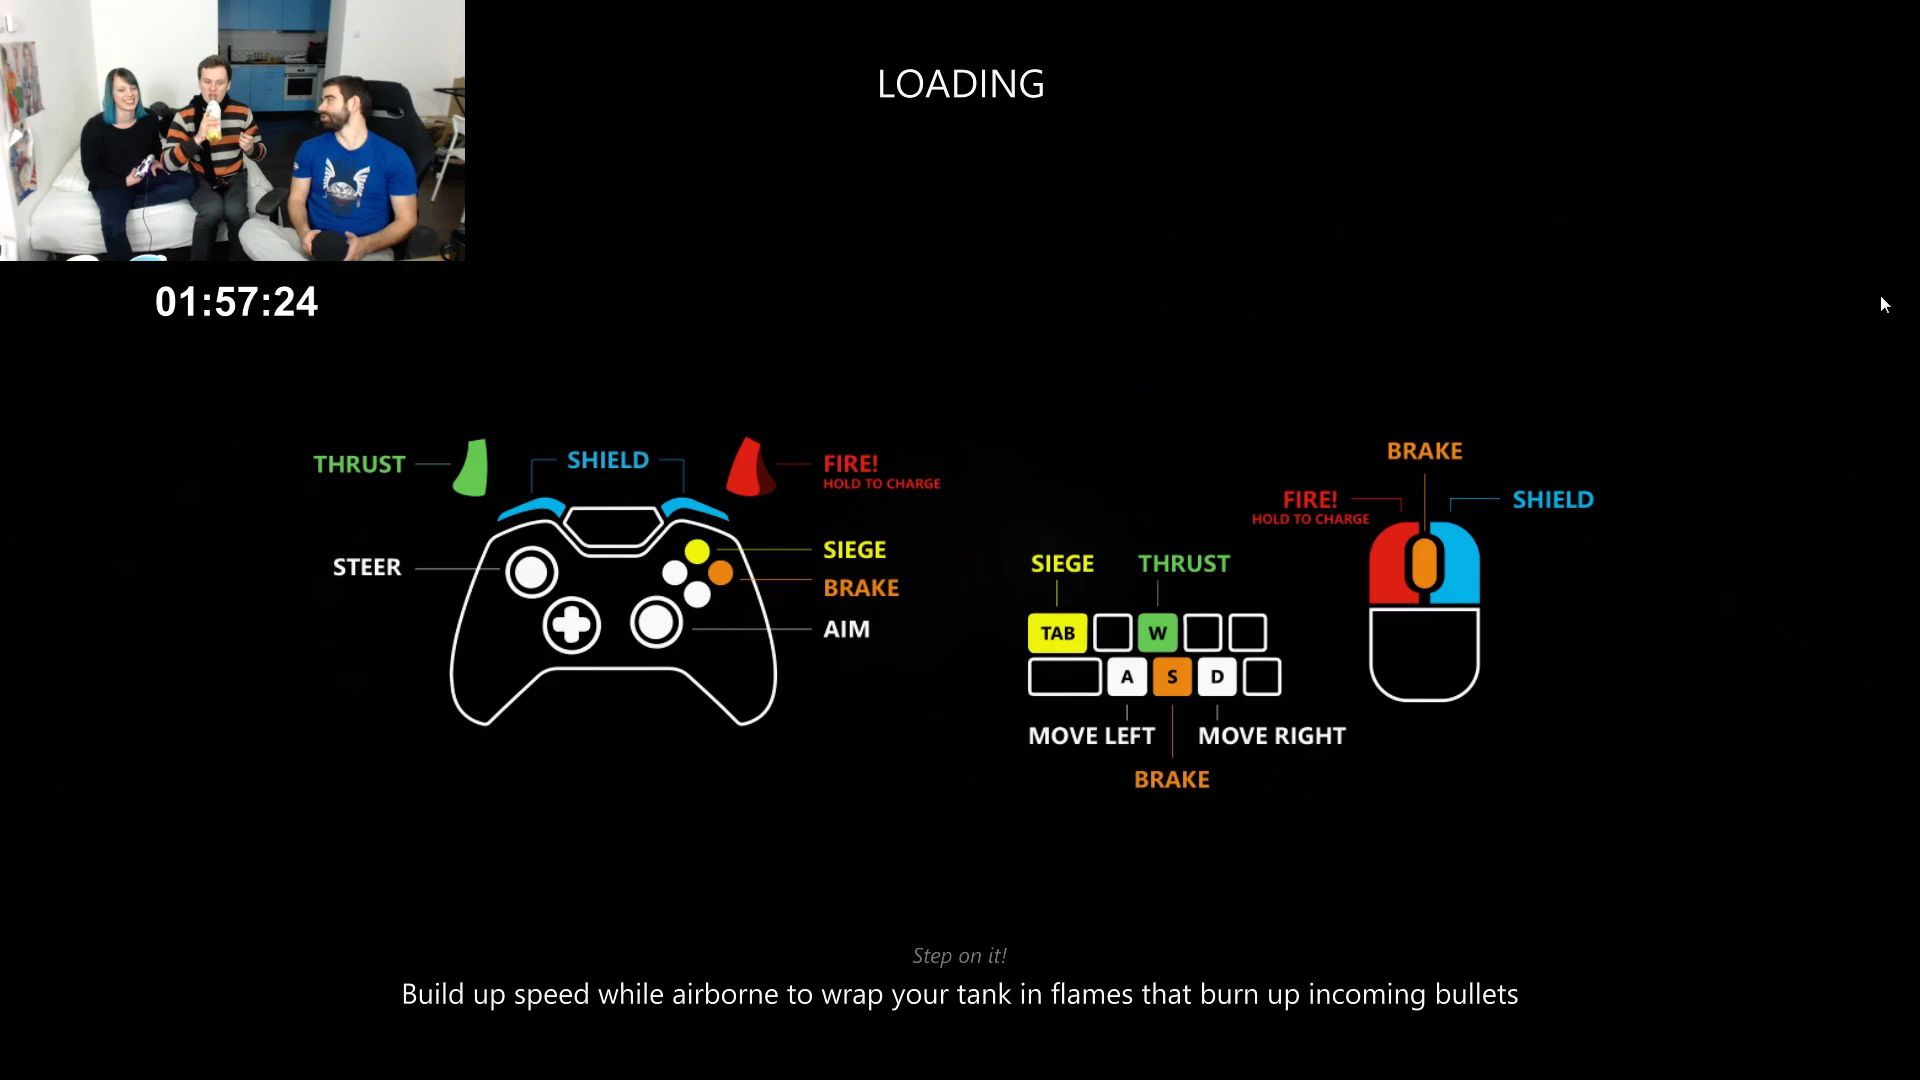 LOADING
01:57:24
THRUST
SHIELD
FIRE!
HOLD TO CHARGE
STEER
SIEGE
BRAKE
AIM
BRAKE
FIRE!
HOLD TO CHARGE
SHIELD
SIEGE
THRUST
TAB
W
A
S
D
MOVE LEFT
MOVE RIGHT
BRAKE
Step on it!
Build up speed while airborne to wrap your tank in flames that burn up incoming bullets